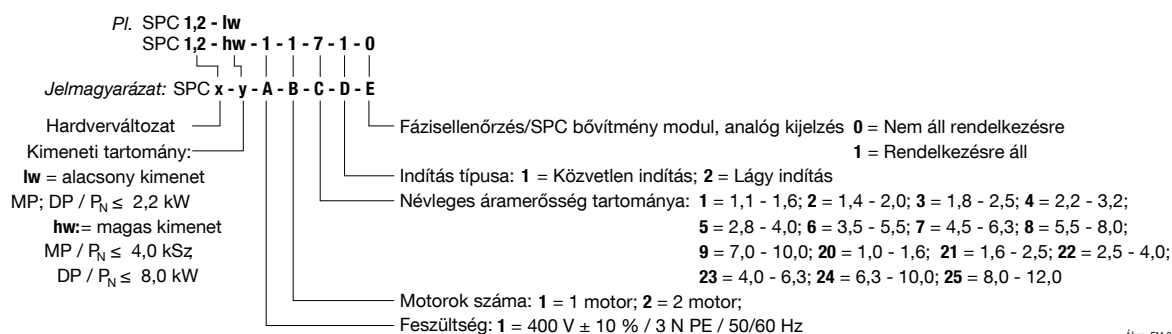 Pl. SPC 1,2 - lw
SPC 1,2 - hw - 1 - 1 - 7 - 1 - 0
Jelmagyarázat: SPC x - y - A - B - C - D - E
Hardverváltozat
Kimeneti tartomány:
lw = alacsony kimenet
MP; DP / PN ≤ 2,2 kW
hw:= magas kimenet
MP / PN ≤ 4,0 kSz
DP / PN ≤ 8,0 kW
Fázisellenőrzés/SPC bővítmény modul, analóg kijelzés 0 = Nem áll rendelkezésre
1 = Rendelkezésre áll
Indítás típusa: 1 = Közvetlen indítás; 2 = Lágy indítás
Névleges áramerősség tartománya: 1 = 1,1 - 1,6; 2 = 1,4 - 2,0; 3 = 1,8 - 2,5; 4 = 2,2 - 3,2;
5 = 2,8 - 4,0; 6 = 3,5 - 5,5; 7 = 4,5 - 6,3; 8 = 5,5 - 8,0;
9 = 7,0 - 10,0; 20 = 1,0 - 1,6; 21 = 1,6 - 2,5; 22 = 2,5 - 4,0;
23 = 4,0 - 6,3; 24 = 6,3 - 10,0; 25 = 8,0 - 12,0
Motorok száma: 1 = 1 motor; 2 = 2 motor;
Feszültség: 1 = 400 V ± 10 % / 3 N PE / 50/60 Hz